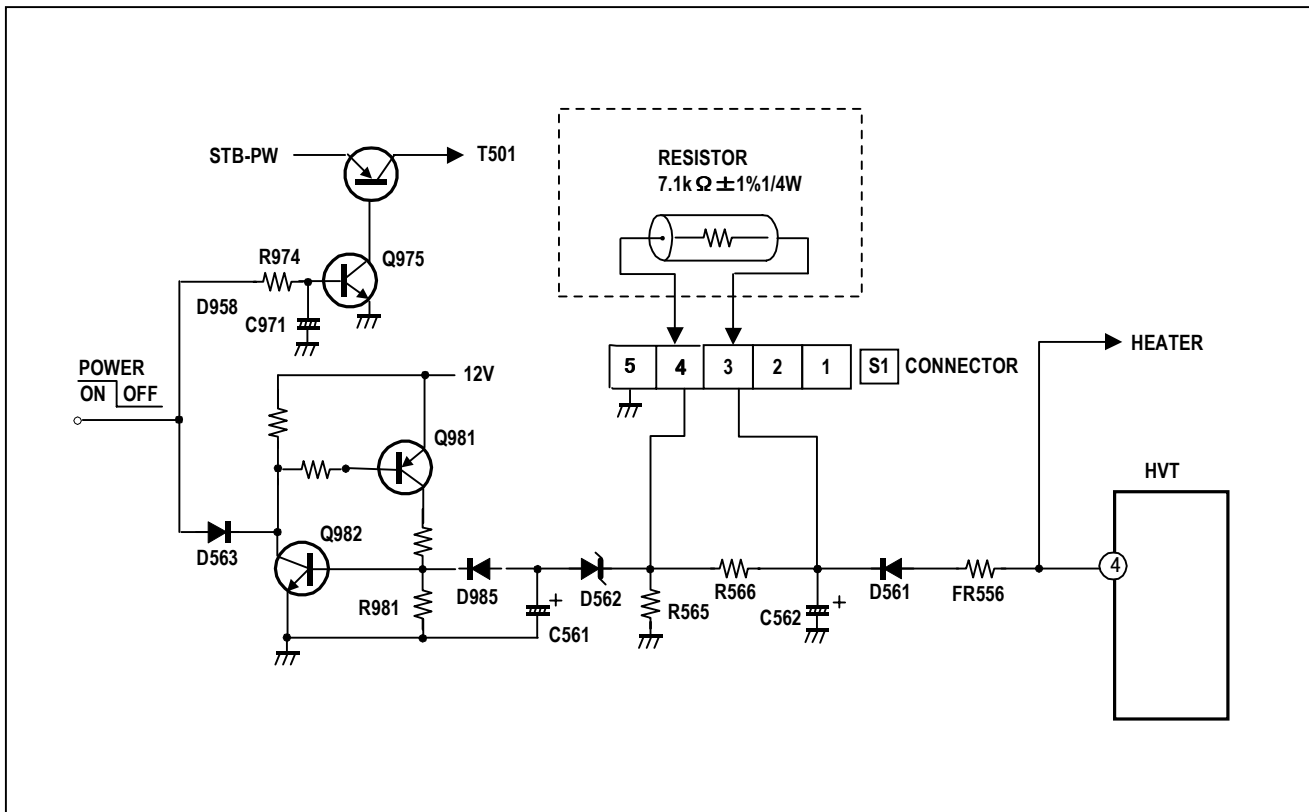 STB-PW
T501
RESISTOR
7.1k Ω ±1%1/4W
R974
Q975
D958
C971
POWER
ON OFF
12V
Q981
5 4 3 2 1 S1 CONNECTOR
HEATER
HVT
Q982
D563
R981
D985
C561
D562
R565
R566
C562
D561
FR556
4